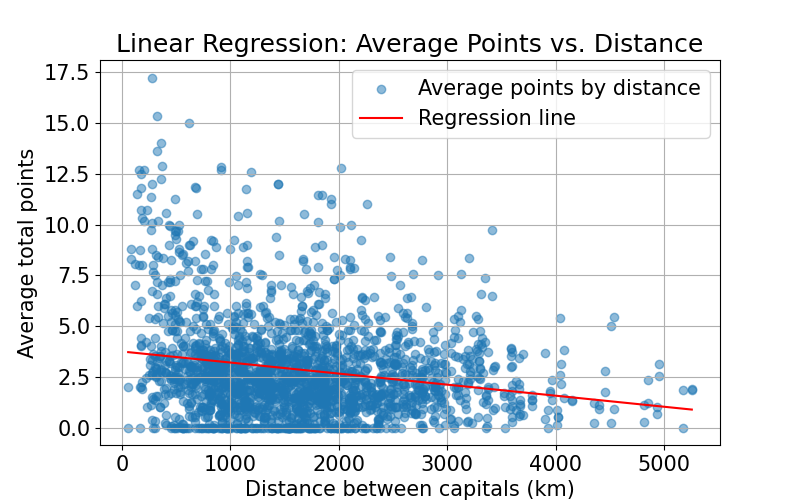 Linear Regression: Average Points vs. Distance
Average points by distance
Regression line
Average total points
17.5
15.0
12.5
10.0
7.5
5.0
2.5
0.0
0 1000 2000 3000 4000 5000
Distance between capitals (km)